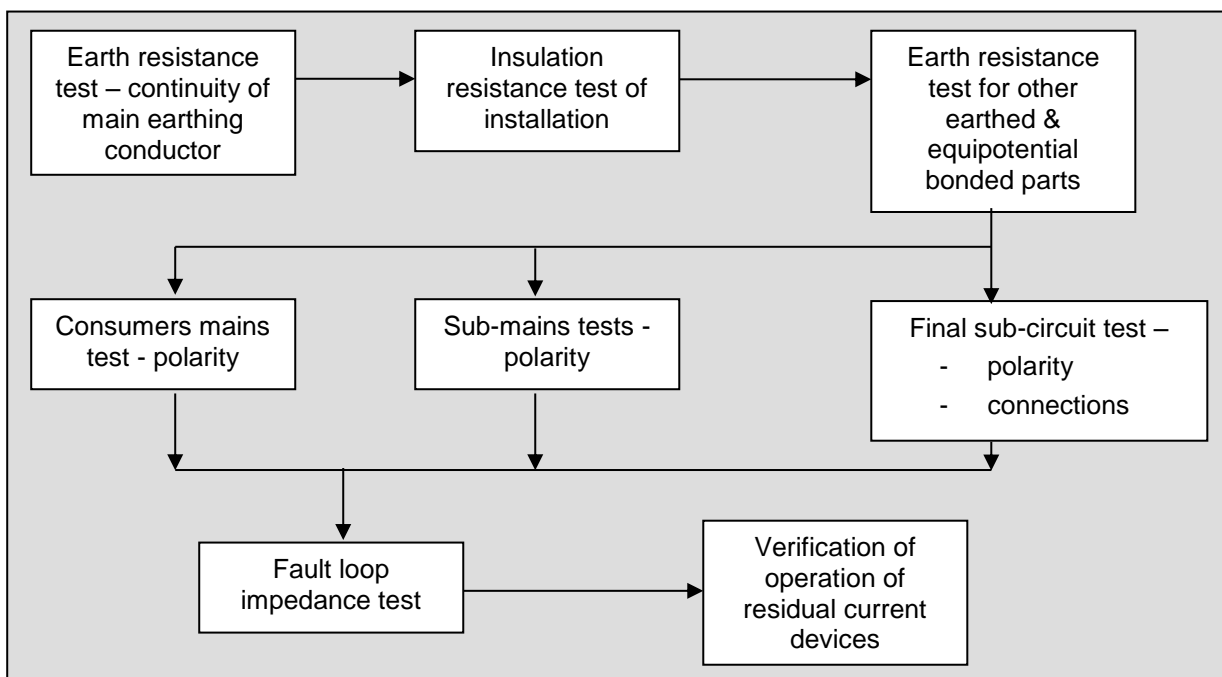 Earth resistance
test – continuity of
main earthing
conductor
Insulation
resistance test of
installation
Earth resistance
test for other
earthed &
equipotential
bonded parts
Consumers mains
test - polarity
Sub-mains tests -
polarity
Final sub-circuit test –
- polarity
- connections
Fault loop
impedance test
Verification of
operation of
residual current
devices